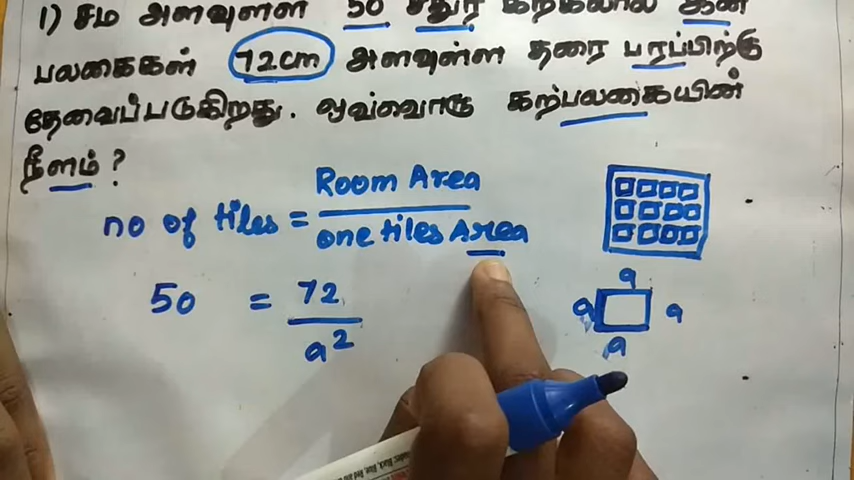 1) சம அளவுள்ள 50 சதுர கற்களால் ஆன
பலகைகள் 72cm அளவுள்ள தரை பரப்பிற்கு
தேவைப்படுகிறது. ஒவ்வொரு கற்பலகையின்
நீளம் ?
no of tiles = Room Area
one tiles Area
50 = 72
a²
a
a
a
a